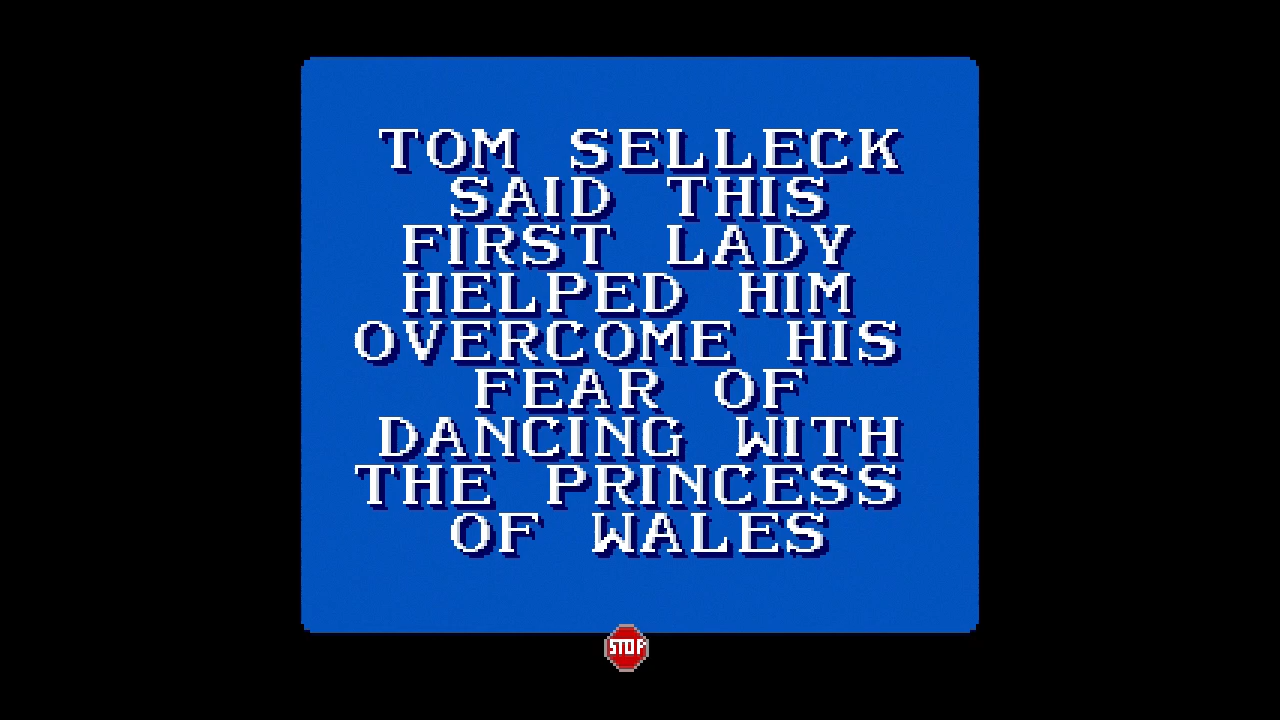 TOM SELLECK
SAID THIS
FIRST LADY
HELPED HIM
OVERCOME HIS
FEAR OF
DANCING WITH
THE PRINCESS
OF WALES
STOP